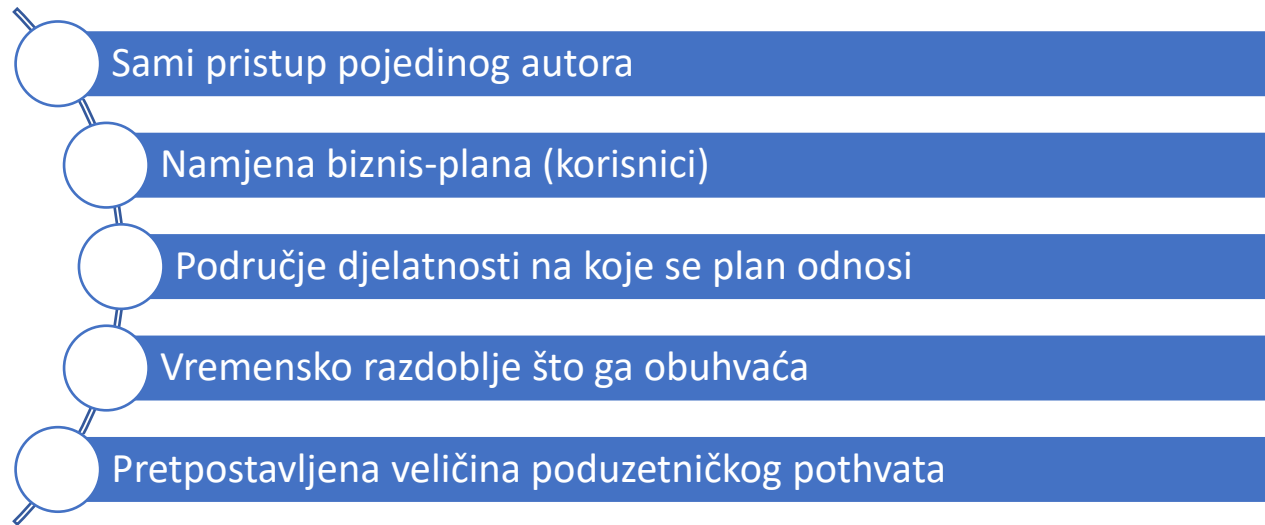 Sami pristup pojedinog autora
Namjena biznis-plana (korisnici)
Područje djelatnosti na koje se plan odnosi
Vremensko razdoblje što ga obuhvaća
Pretpostavljena veličina poduzetničkog pothvata